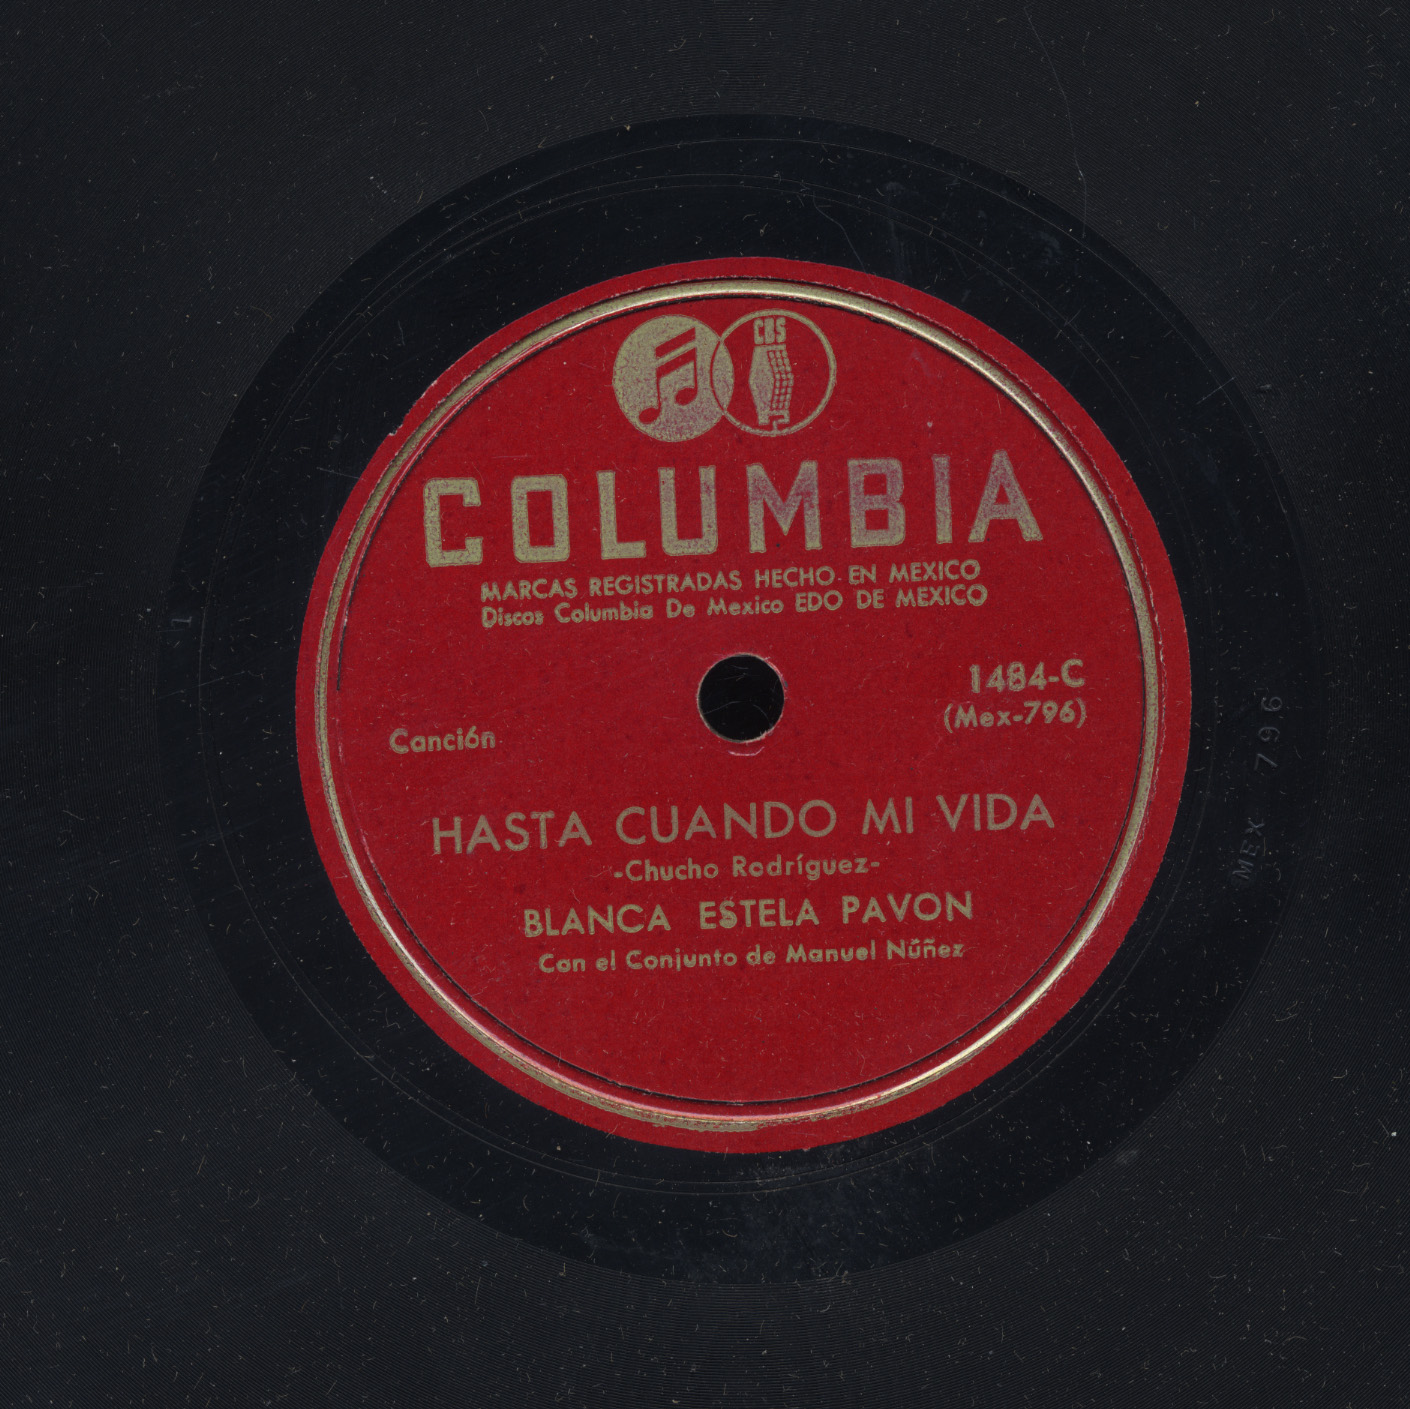 CBS
COLUMBIA
MARCAS REGISTRADAS HECHO EN MEXICO
Discos Columbia De Mexico EDO DE MEXICO
1484-C
(Mex-796)
Canción
HASTA CUANDO MI VIDA
-Chucho Rodríguez-
BLANCA ESTELA PAVON
Con el Conjunto de Manuel Núñez
MEX 796
1